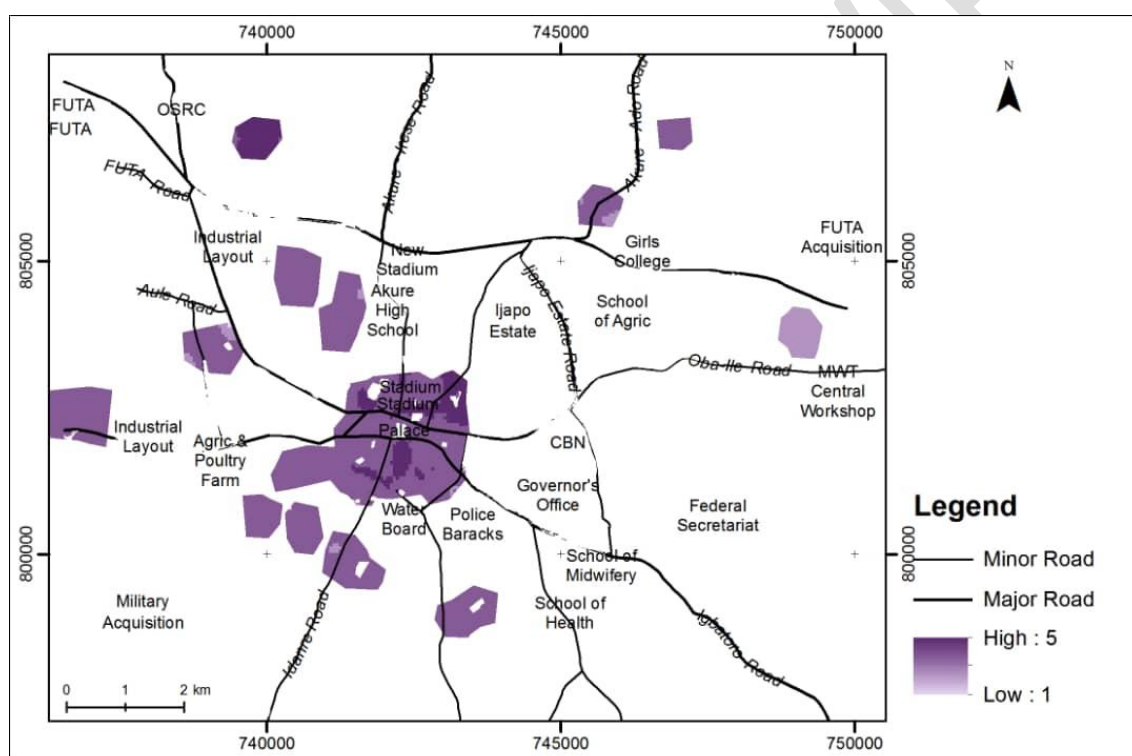 740000
745000
750000
N
FUTA
OSRC
FUTA
Akure - Irese Road
Akure - Ado Road
FUTA Road
Industrial
Layout
New
Stadium
Girls
College
FUTA
Acquisition
805000
805000
Aule Road
Akure
High
School
Ijapo
Estate
Ijapo Estate Road
School
of Agric
Oba-Ile Road
MWT
Central
Workshop
Stadium
Stadium
Palace
Industrial
Layout
Agric &
Poultry
Farm
CBN
Governor's
Office
Federal
Secretariat
Wate
Board
Police
Baracks
800000
800000
School of
Midwifery
School of
Health
Military
Acquisition
Idanre Road
Igbatoro Road
0 1 2 km
740000
745000
750000
Legend
Minor Road
Major Road
High : 5
Low : 1